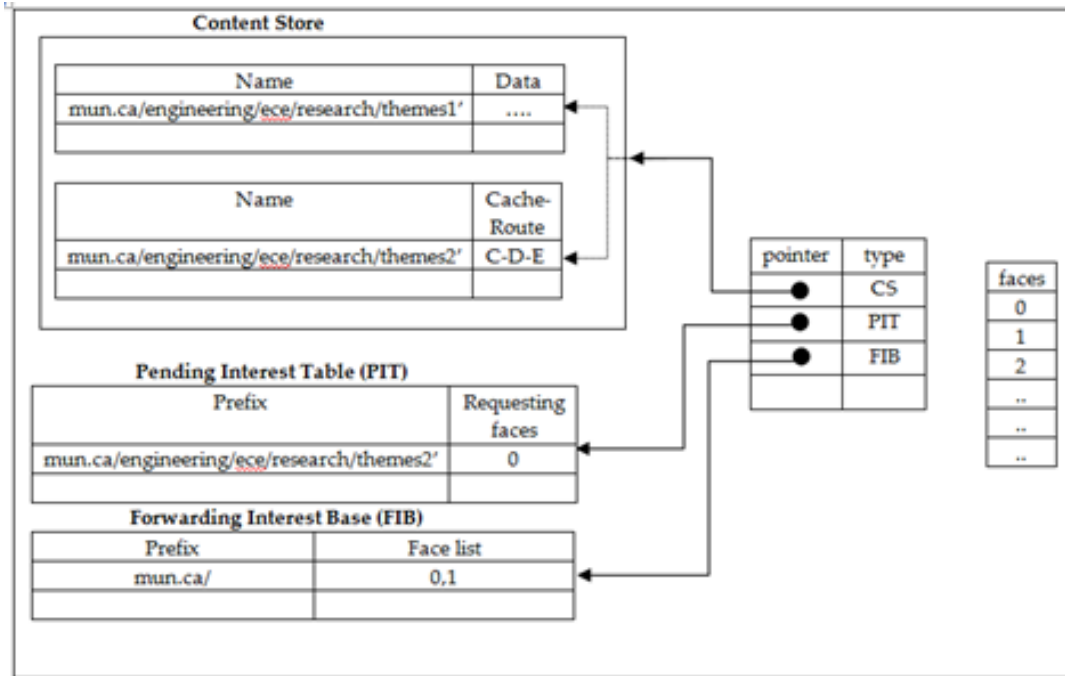 Content Store
Name Data
mun.ca/engineering/ece/research/themes1' ....
Name Cache-
Route
mun.ca/engineering/ece/research/themes2' C-D-E
pointer type
CS
PIT
FIB
faces
0
1
2
..
..
..
Pending Interest Table (PIT)
Prefix Requesting
faces
mun.ca/engineering/ece/research/themes2' 0
Forwarding Interest Base (FIB)
Prefix Face list
mun.ca/ 0,1